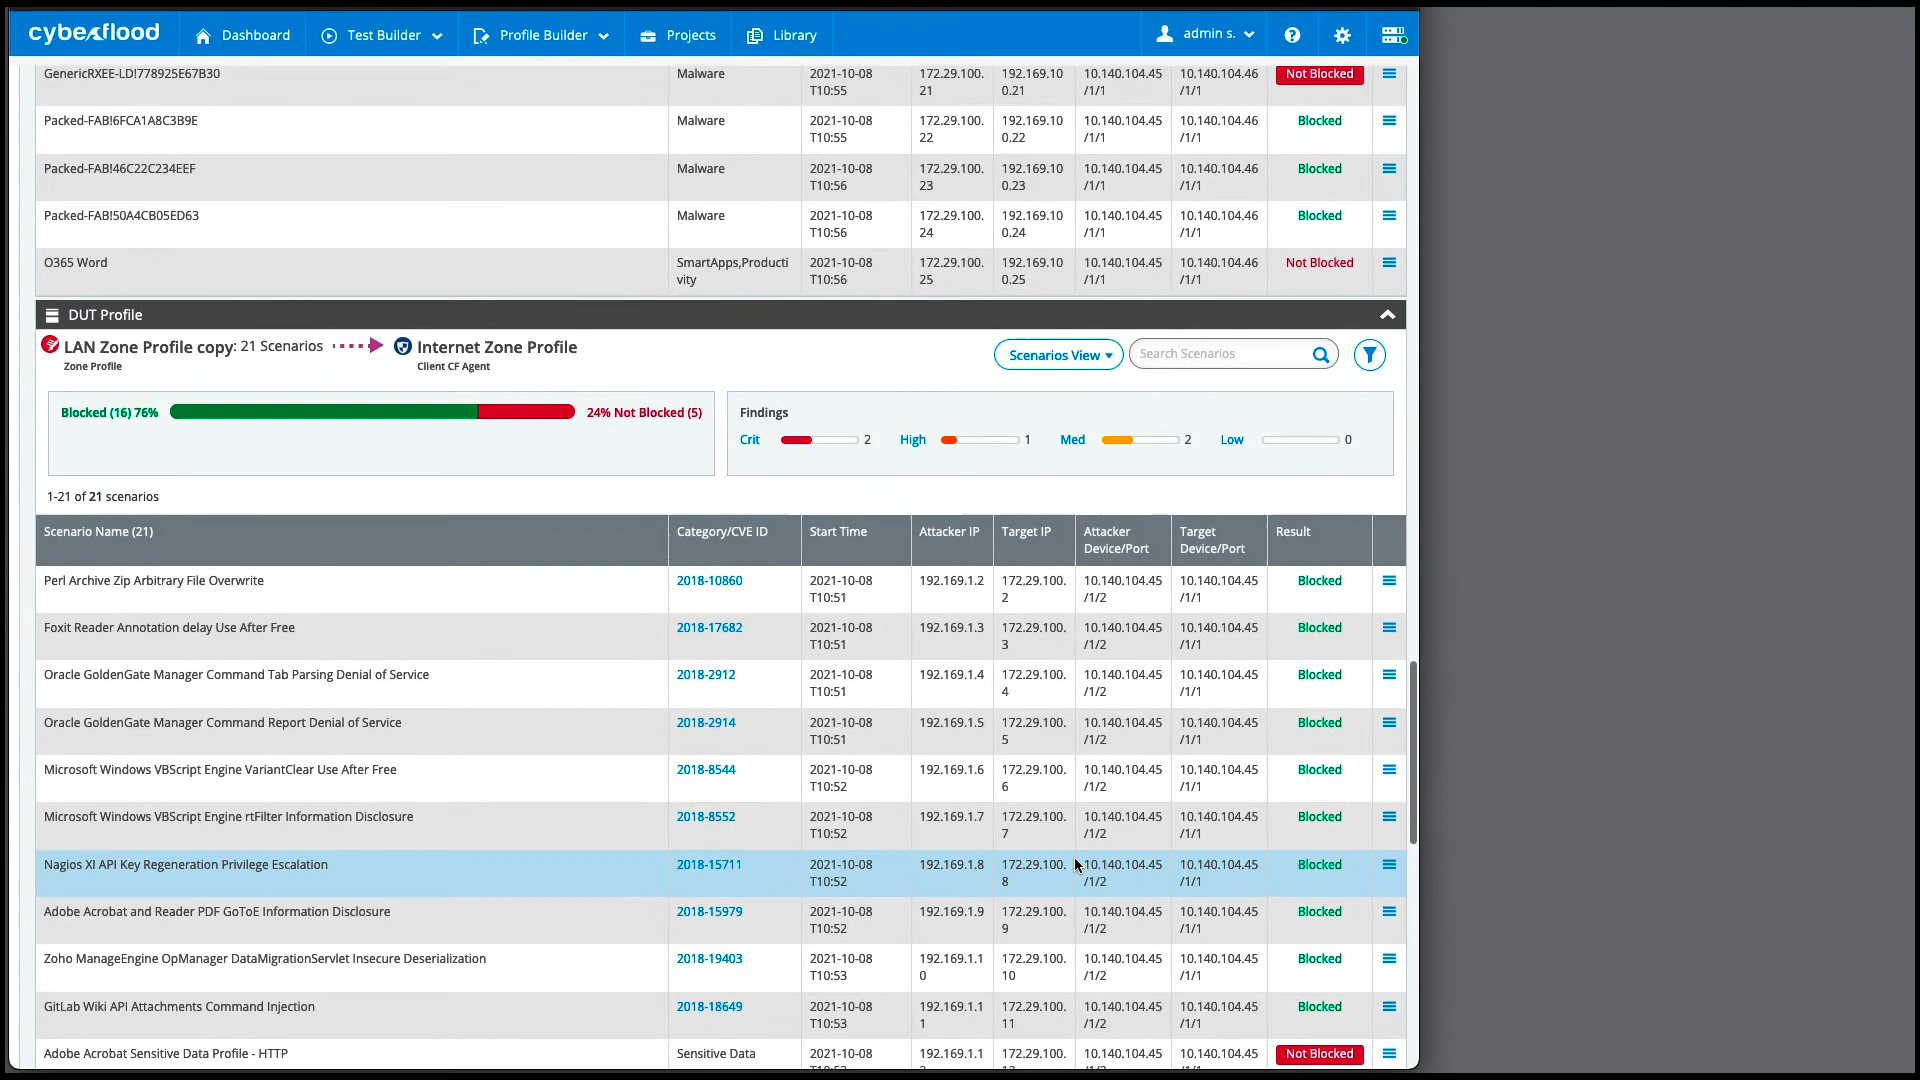 cyberflood
Dashboard
Test Builder
Profile Builder
Projects
Library
admin s.
GenericRXEE-LD!778925E67B30 Malware 2021-10-08 172.29.100. 192.169.10 10.140.104.45 10.140.104.46 Not Blocked
T10:55 21 0.21 /1/1 /1/1
Packed-FAB!6FCA1A8C3B9E Malware 2021-10-08 172.29.100. 192.169.10 10.140.104.45 10.140.104.46 Blocked
T10:55 22 0.22 /1/1 /1/1
Packed-FAB!46C22C234EEF Malware 2021-10-08 172.29.100. 192.169.10 10.140.104.45 10.140.104.46 Blocked
T10:56 23 0.23 /1/1 /1/1
Packed-FAB!50A4CB05ED63 Malware 2021-10-08 172.29.100. 192.169.10 10.140.104.45 10.140.104.46 Blocked
T10:56 24 0.24 /1/1 /1/1
O365 Word SmartApps,Producti 2021-10-08 172.29.100. 192.169.10 10.140.104.45 10.140.104.46 Not Blocked
vity T10:56 25 0.25 /1/1 /1/1
DUT Profile
LAN Zone Profile copy: 21 Scenarios Internet Zone Profile
Zone Profile Client CF Agent
Scenarios View
Search Scenarios
Blocked (16) 76% 24% Not Blocked (5)
Findings
Crit 2 High 1 Med 2 Low 0
1-21 of 21 scenarios
Scenario Name (21) Category/CVE ID Start Time Attacker IP Target IP Attacker Target Result
Device/Port Device/Port
Perl Archive Zip Arbitrary File Overwrite 2018-10860 2021-10-08 192.169.1.2 172.29.100. 10.140.104.45 10.140.104.45 Blocked
T10:51 2 /1/2 /1/1
Foxit Reader Annotation delay Use After Free 2018-17682 2021-10-08 192.169.1.3 172.29.100. 10.140.104.45 10.140.104.45 Blocked
T10:51 3 /1/2 /1/1
Oracle GoldenGate Manager Command Tab Parsing Denial of Service 2018-2912 2021-10-08 192.169.1.4 172.29.100. 10.140.104.45 10.140.104.45 Blocked
T10:51 4 /1/2 /1/1
Oracle GoldenGate Manager Command Report Denial of Service 2018-2914 2021-10-08 192.169.1.5 172.29.100. 10.140.104.45 10.140.104.45 Blocked
T10:51 5 /1/2 /1/1
Microsoft Windows VBScript Engine VariantClear Use After Free 2018-8544 2021-10-08 192.169.1.6 172.29.100. 10.140.104.45 10.140.104.45 Blocked
T10:52 6 /1/2 /1/1
Microsoft Windows VBScript Engine rtFilter Information Disclosure 2018-8552 2021-10-08 192.169.1.7 172.29.100. 10.140.104.45 10.140.104.45 Blocked
T10:52 7 /1/2 /1/1
Nagios XI API Key Regeneration Privilege Escalation 2018-15711 2021-10-08 192.169.1.8 172.29.100. 10.140.104.45 10.140.104.45 Blocked
T10:52 8 /1/2 /1/1
Adobe Acrobat and Reader PDF GoToE Information Disclosure 2018-15979 2021-10-08 192.169.1.9 172.29.100. 10.140.104.45 10.140.104.45 Blocked
T10:52 9 /1/2 /1/1
Zoho ManageEngine OpManager DataMigrationServlet Insecure Deserialization 2018-19403 2021-10-08 192.169.1.1 172.29.100. 10.140.104.45 10.140.104.45 Blocked
T10:53 0 10 /1/2 /1/1
GitLab Wiki API Attachments Command Injection 2018-18649 2021-10-08 192.169.1.1 172.29.100. 10.140.104.45 10.140.104.45 Blocked
T10:53 1 11 /1/2 /1/1
Adobe Acrobat Sensitive Data Profile - HTTP Sensitive Data 2021-10-08 192.169.1.1 172.29.100. 10.140.104.45 10.140.104.45 Not Blocked